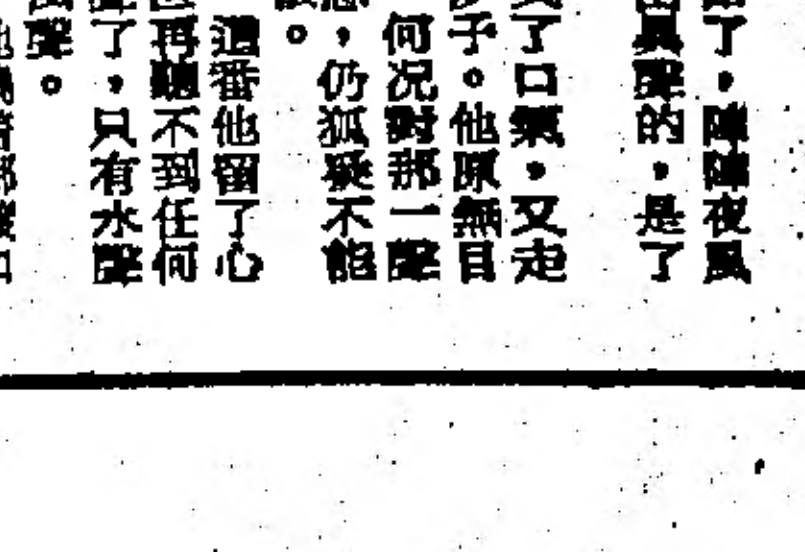 了，陣陣夜風
異聲的，是了
了口氣，又走
子。他原無目
何況對那一聲
，仍狐疑不能
。
這番他留了心
再聽不到任何
聲了，只有水聲
聲。